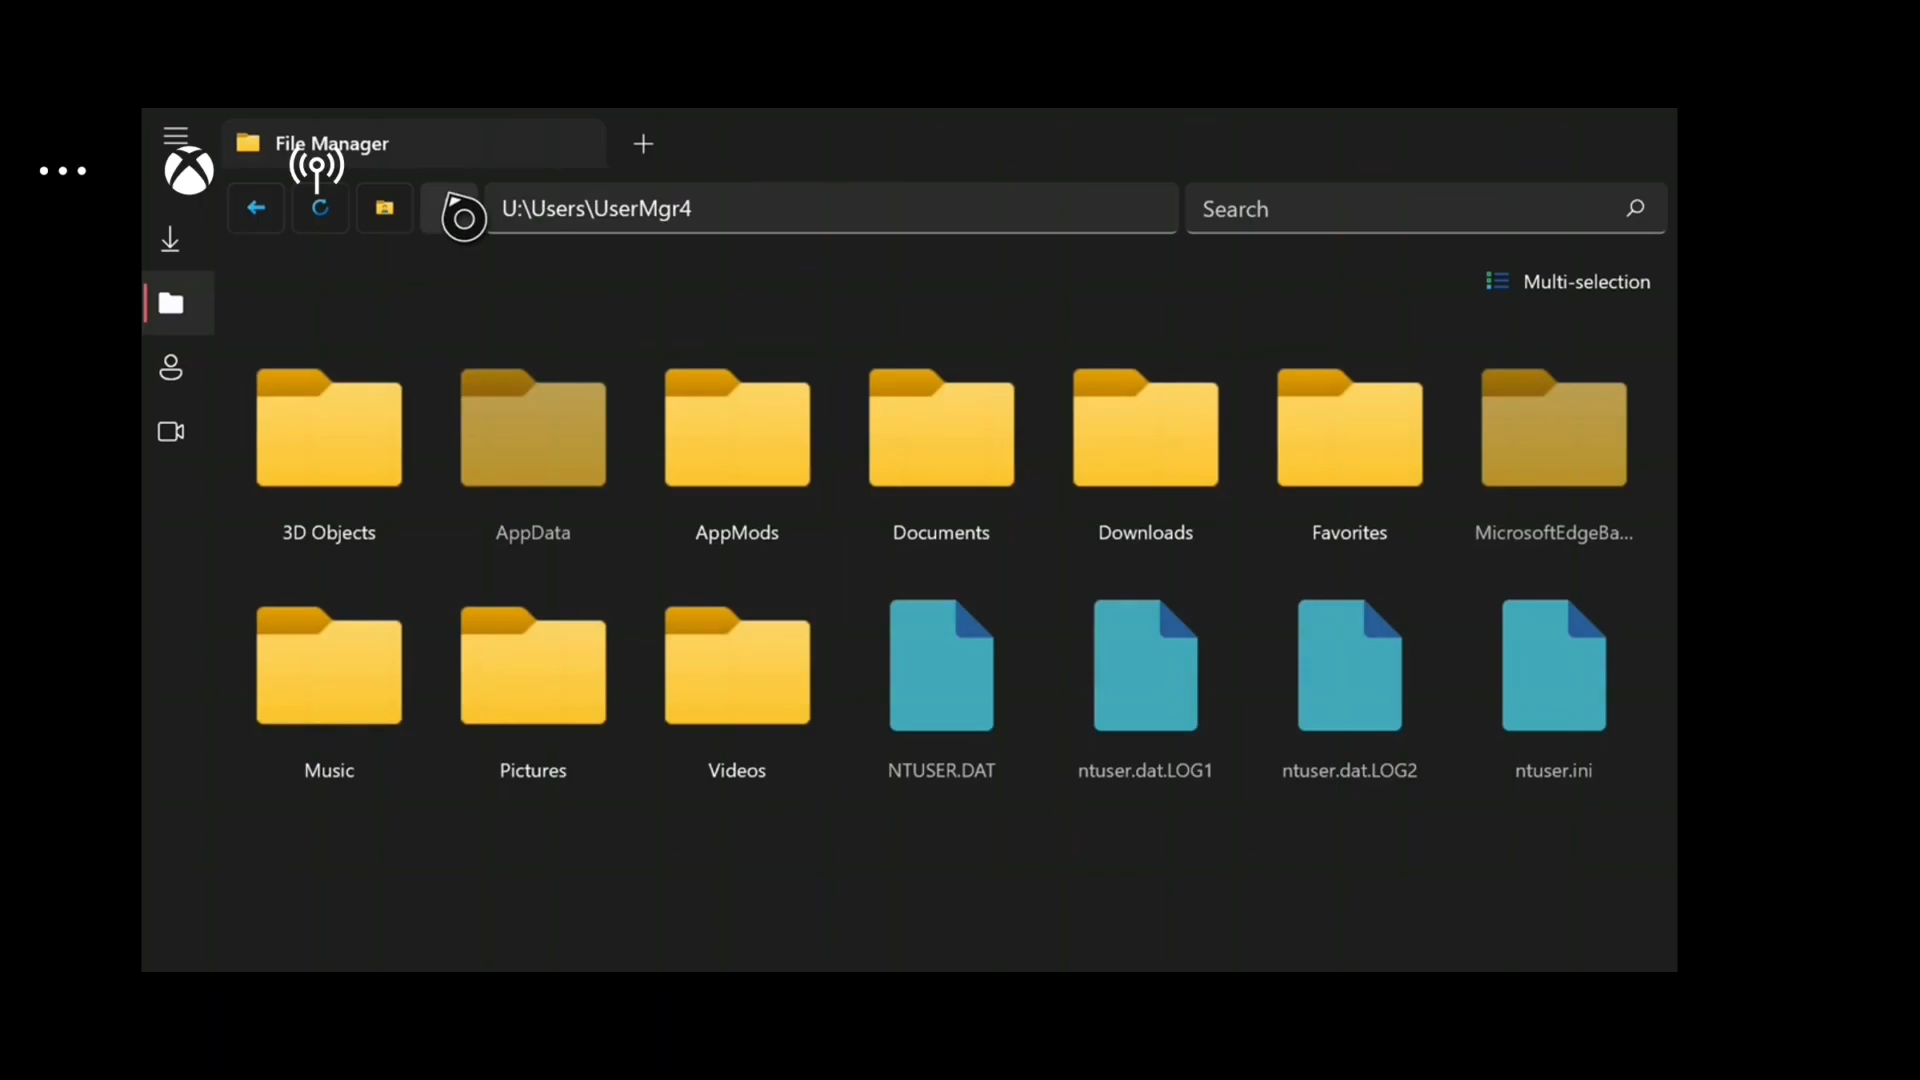 File Manager
U:\Users\UserMgr4
Search
Multi-selection
3D Objects
AppData
AppMods
Documents
Downloads
Favorites
MicrosoftEdgeBa...
Music
Pictures
Videos
NTUSER.DAT
ntuser.dat.LOG1
ntuser.dat.LOG2
ntuser.ini